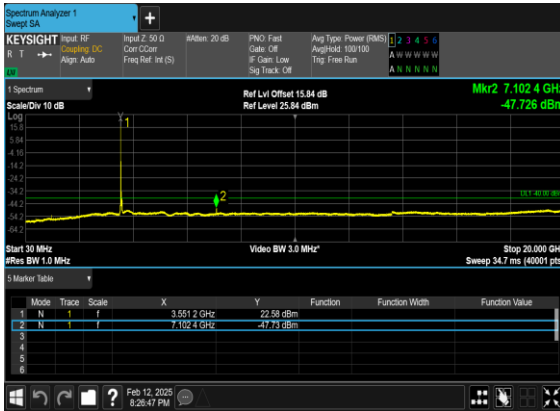 Spectrum Analyzer 1
Swept SA
+
KEYSIGHT Input: RF Input Z: 50 Ω #Atten: 20 dB PNO: Fast Avg Type: Power (RMS) 1 2 3 4 5 6
R T Coupling: DC Corr CCorr Gate: Off Avg|Hold: 100/100 A W W W W W
Align: Auto Freq Ref: Int (S) IF Gain: Low Trig: Free Run
Sig Track: Off A N N N N N
LXI
1 Spectrum Ref Lvl Offset 15.84 dB Mkr2 7.102 4 GHz
Scale/Div 10 dB Ref Level 25.84 dBm -47.726 dBm
Log
15.8
5.84
-4.16
-14.2
-24.2
-34.2
-44.2
-54.2
-64.2
1
2
DL1 -40.00 dBm
Start 30 MHz Video BW 3.0 MHz* Stop 20.000 GHz
#Res BW 1.0 MHz Sweep 34.7 ms (40001 pts)
5 Marker Table
Mode Trace Scale X Y Function Function Width Function Value
1 N 1 f 3.551 2 GHz 22.58 dBm
2 N 1 f 7.102 4 GHz -47.73 dBm
3
4
5
6
? Feb 12, 2025
8:26:47 PM